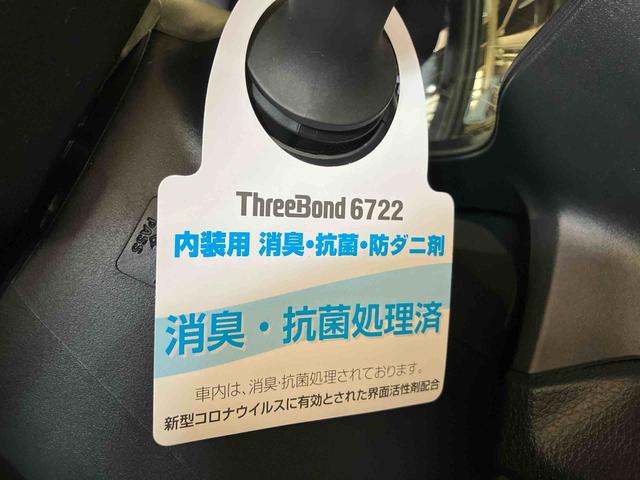 ThreeBond 6722
内装用 消臭・抗菌・防ダニ剤
消臭・抗菌処理済
車内は、消臭・抗菌処理されております。
新型コロナウイルスに有効とされた界面活性剤配合
PASS